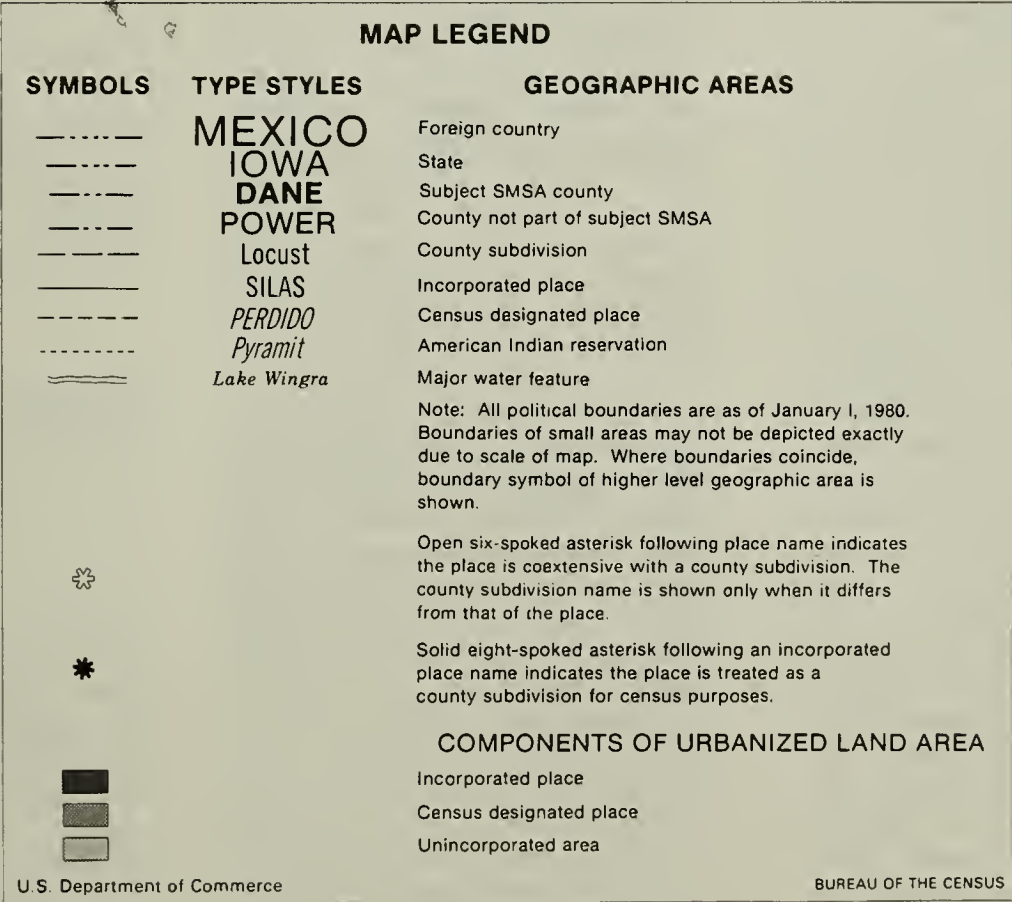 MAP LEGEND
SYMBOLS TYPE STYLES GEOGRAPHIC AREAS
MEXICO Foreign country
IOWA State
DANE Subject SMSA county
POWER County not part of subject SMSA
Locust County subdivision
SILAS Incorporated place
PERDIDO Census designated place
Pyramit American Indian reservation
Lake Wingra Major water feature
Note: All political boundaries are as of January I, 1980.
Boundaries of small areas may not be depicted exactly
due to scale of map. Where boundaries coincide,
boundary symbol of higher level geographic area is
shown.
Open six-spoked asterisk following place name indicates
the place is coextensive with a county subdivision. The
county subdivision name is shown only when it differs
from that of the place.
Solid eight-spoked asterisk following an incorporated
place name indicates the place is treated as a
county subdivision for census purposes.
COMPONENTS OF URBANIZED LAND AREA
Incorporated place
Census designated place
Unincorporated area
U.S. Department of Commerce BUREAU OF THE CENSUS